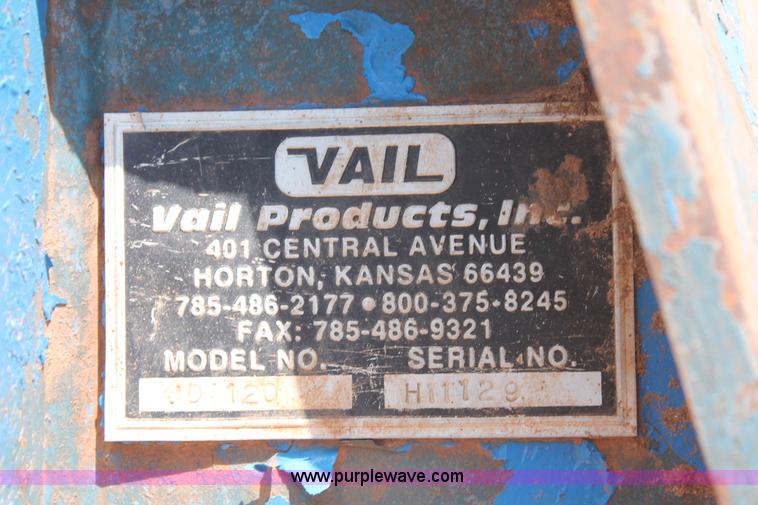 VAIL
Vail Products, Inc.
401 CENTRAL AVENUE
HORTON, KANSAS 66439
785-486-2177 • 800-375-8245
FAX: 785-486-9321
MODEL NO. SERIAL NO.
120 H11129
www.purplewave.com